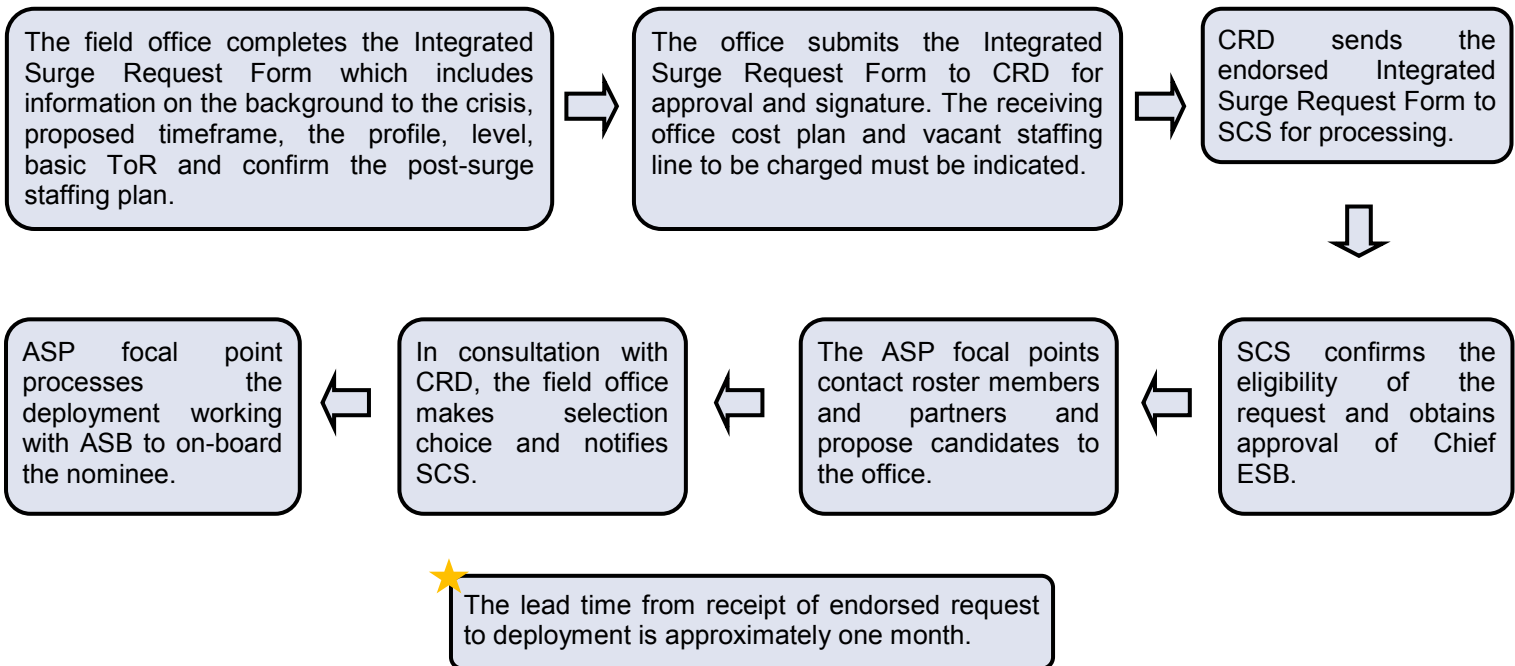 The field office completes the Integrated
Surge Request Form which includes
information on the background to the crisis,
proposed timeframe, the profile, level,
basic ToR and confirm the post-surge
staffing plan.
The office submits the Integrated
Surge Request Form to CRD for
approval and signature. The receiving
office cost plan and vacant staffing
line to be charged must be indicated.
CRD sends the
endorsed Integrated
Surge Request Form to
SCS for processing.
SCS confirms the
eligibility of the
request and obtains
approval of Chief
ESB.
The ASP focal points
contact roster members
and partners and
propose candidates to
the office.
In consultation with
CRD, the field office
makes selection
choice and notifies
SCS.
ASP focal point
processes the
deployment working
with ASB to on-board
the nominee.
The lead time from receipt of endorsed request
to deployment is approximately one month.